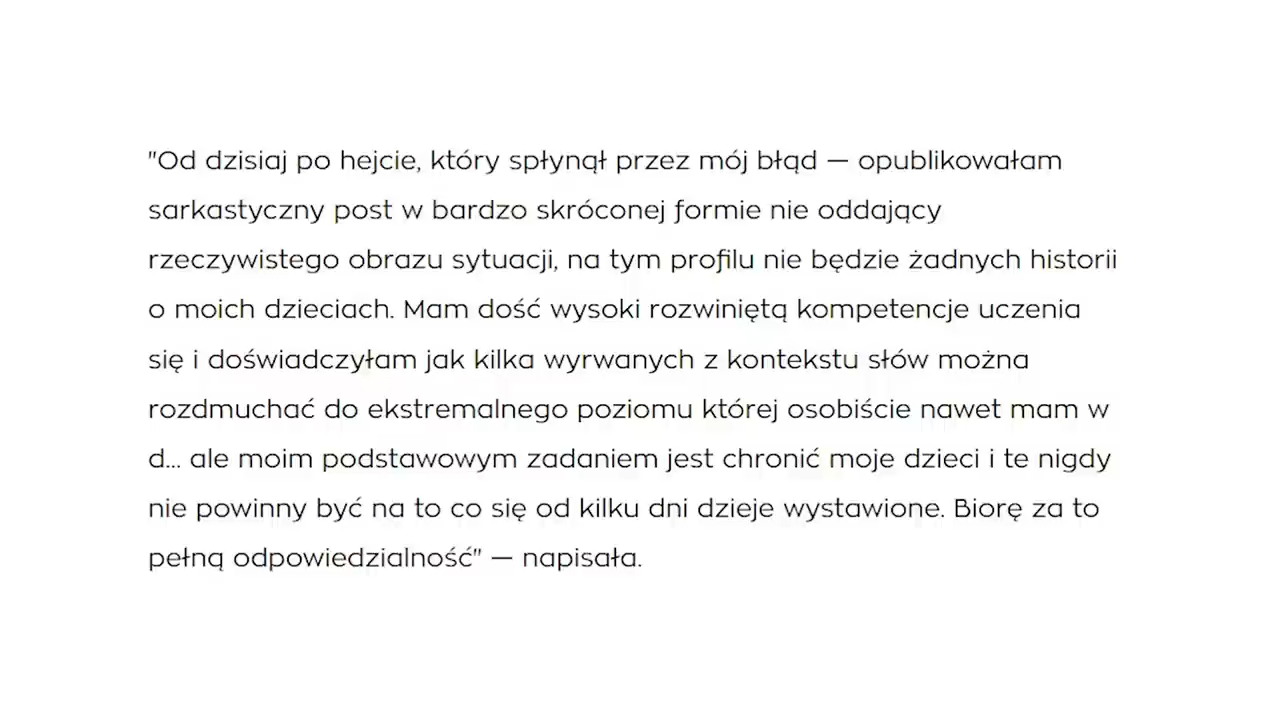 "Od dzisiaj po hejcie, który spłynął przez mój błąd — opublikowałam
sarkastyczny post w bardzo skróconej formie nie oddający
rzeczywistego obrazu sytuacji, na tym profilu nie będzie żadnych historii
o moich dzieciach. Mam dość wysoki rozwiniętą kompetencje uczenia
się i doświadczyłam jak kilka wyrwanych z kontekstu słów można
rozdmuchać do ekstremalnego poziomu której osobiście nawet mam w
d... ale moim podstawowym zadaniem jest chronić moje dzieci i te nigdy
nie powinny być na to co się od kilku dni dzieje wystawione. Biorę za to
pełną odpowiedzialność" — napisała.